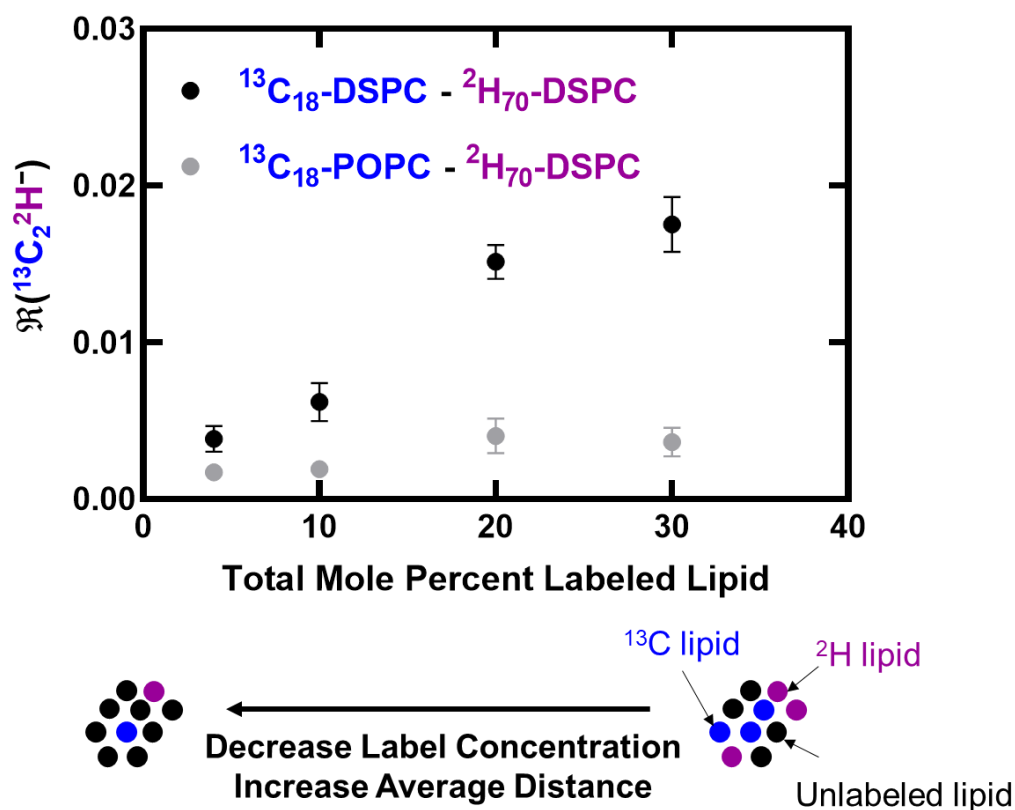 0.03
¹³C₁₈-DSPC - ²H₇₀-DSPC
¹³C₁₈-POPC - ²H₇₀-DSPC
0.02
ℜ(¹³C₂²H⁻)
0.01
0.00
0 10 20 30 40
Total Mole Percent Labeled Lipid
¹³C lipid
²H lipid
Decrease Label Concentration
Increase Average Distance
Unlabeled lipid